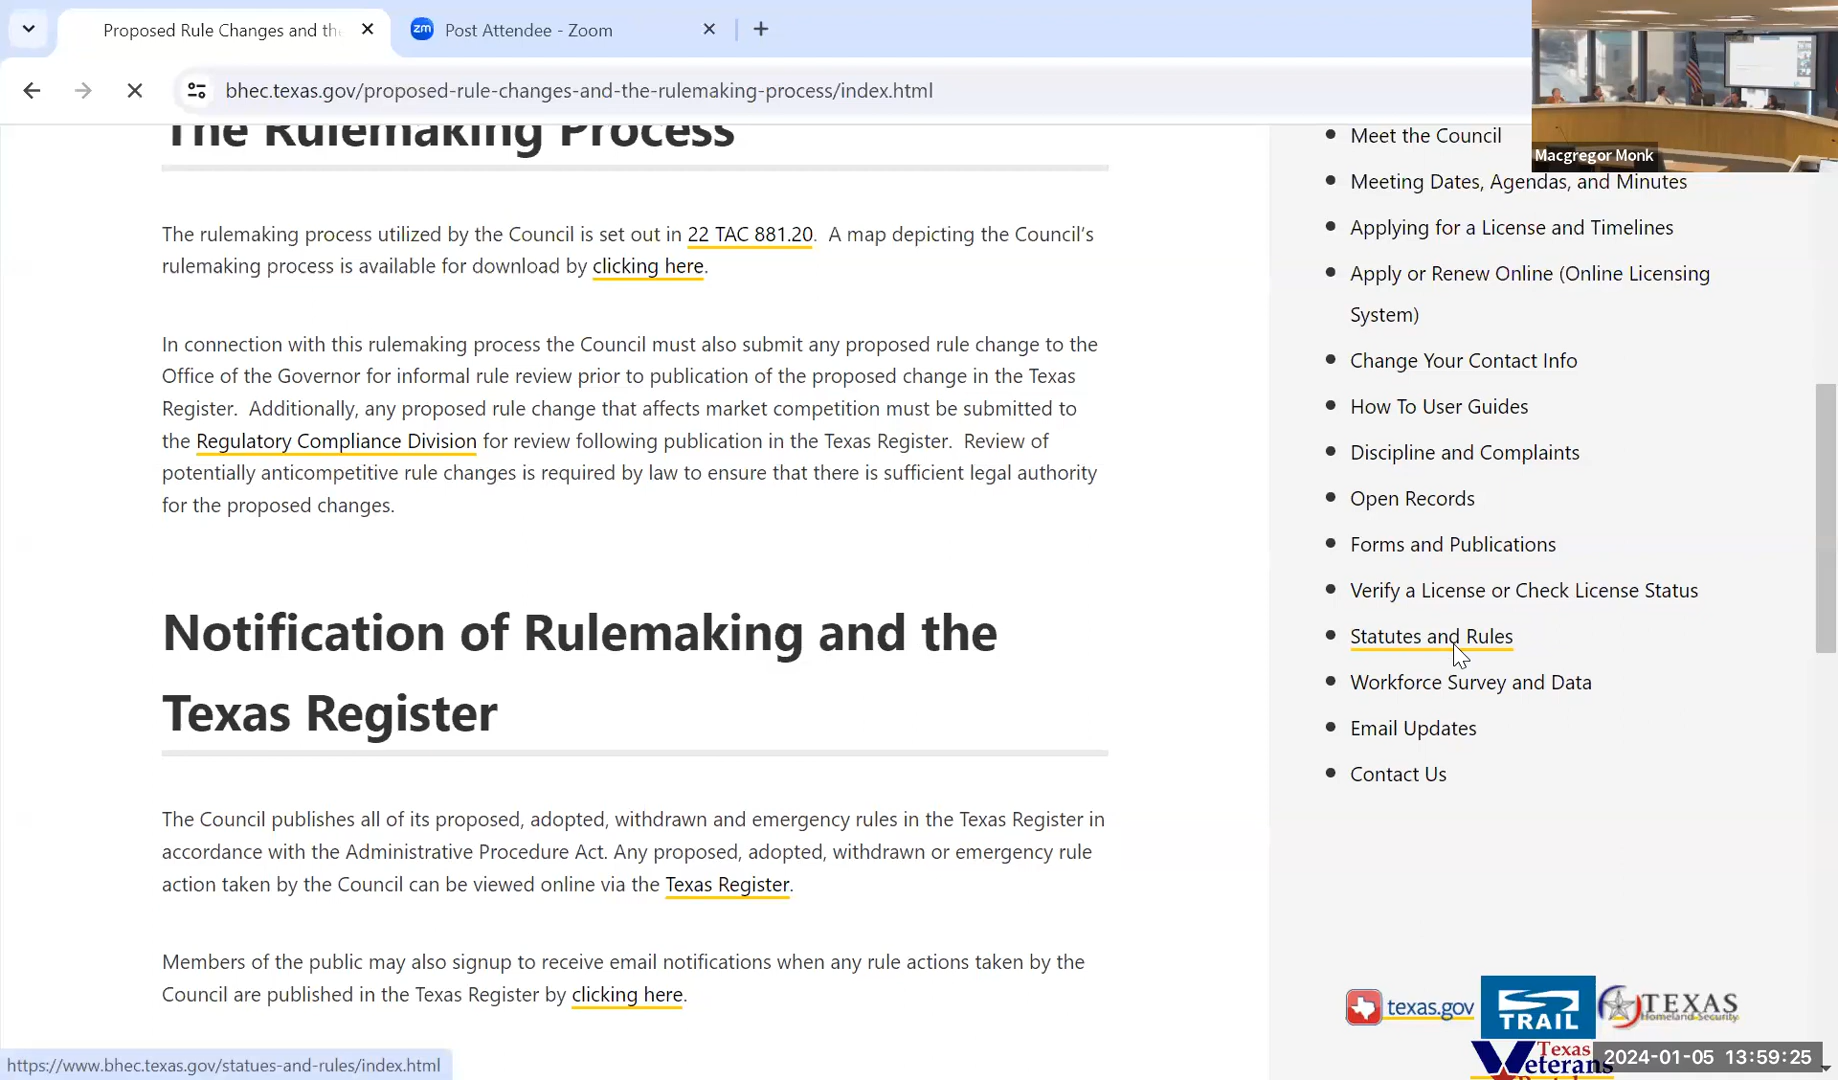 Proposed Rule Changes and the
zm
Post Attendee - Zoom
bhec.texas.gov/proposed-rule-changes-and-the-rulemaking-process/index.html
Macgregor Monk
The Rulemaking Process
The rulemaking process utilized by the Council is set out in 22 TAC 881.20.  A map depicting the Council’s
rulemaking process is available for download by clicking here.
In connection with this rulemaking process the Council must also submit any proposed rule change to the
Office of the Governor for informal rule review prior to publication of the proposed change in the Texas
Register.  Additionally, any proposed rule change that affects market competition must be submitted to
the Regulatory Compliance Division for review following publication in the Texas Register.  Review of
potentially anticompetitive rule changes is required by law to ensure that there is sufficient legal authority
for the proposed changes.
Notification of Rulemaking and the
Texas Register
The Council publishes all of its proposed, adopted, withdrawn and emergency rules in the Texas Register in
accordance with the Administrative Procedure Act. Any proposed, adopted, withdrawn or emergency rule
action taken by the Council can be viewed online via the Texas Register.
Members of the public may also signup to receive email notifications when any rule actions taken by the
Council are published in the Texas Register by clicking here.
Meet the Council
Meeting Dates, Agendas, and Minutes
Applying for a License and Timelines
Apply or Renew Online (Online Licensing
System)
Change Your Contact Info
How To User Guides
Discipline and Complaints
Open Records
Forms and Publications
Verify a License or Check License Status
Statutes and Rules
Workforce Survey and Data
Email Updates
Contact Us
texas.gov
TRAIL
TEXAS
Homeland Security
Texas
Veterans
2024-01-05 13:59:25
https://www.bhec.texas.gov/statues-and-rules/index.html